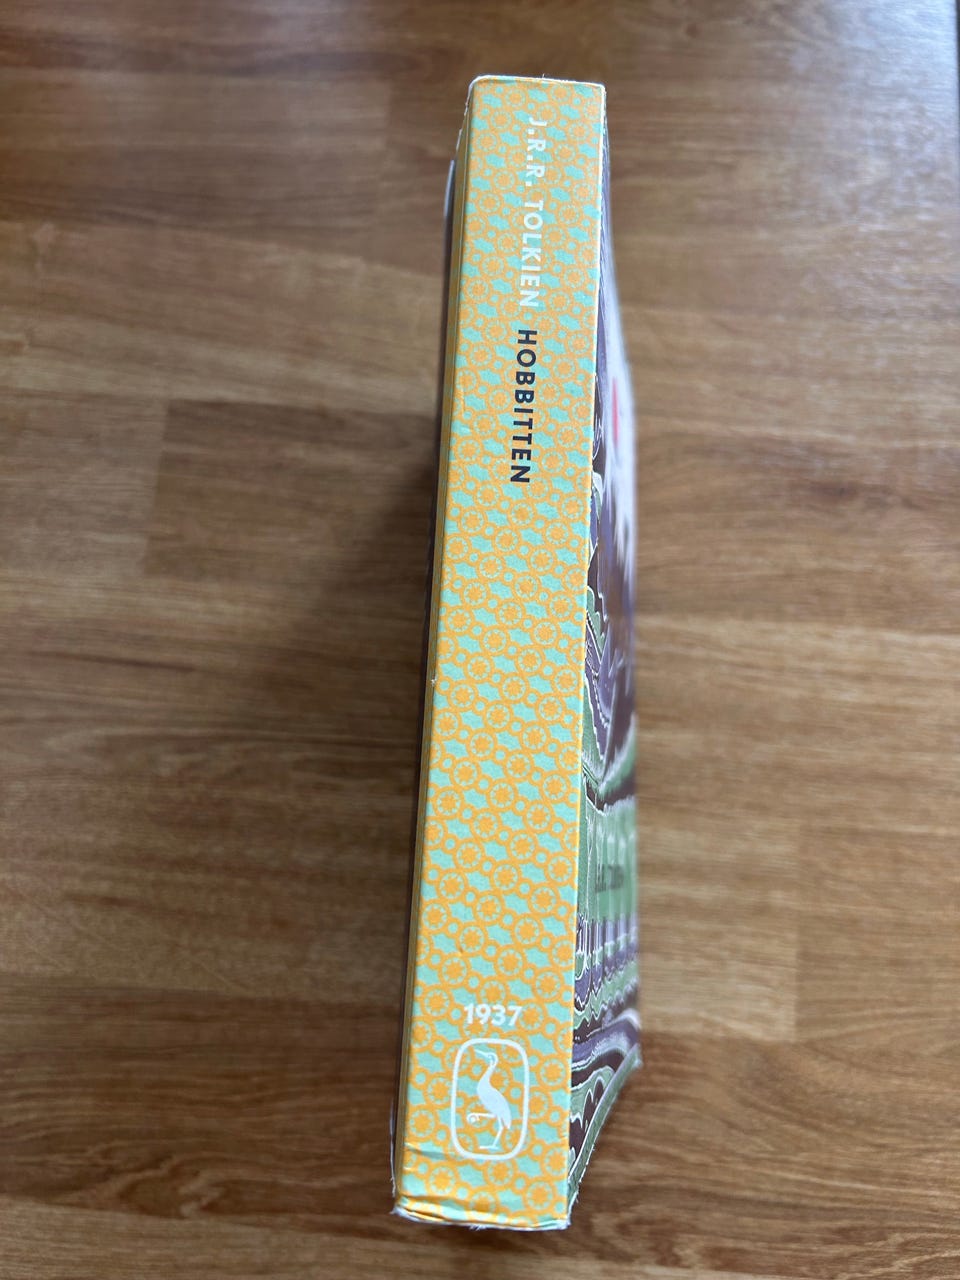 J.R.R. TOLKIEN HOBBITTEN
1937